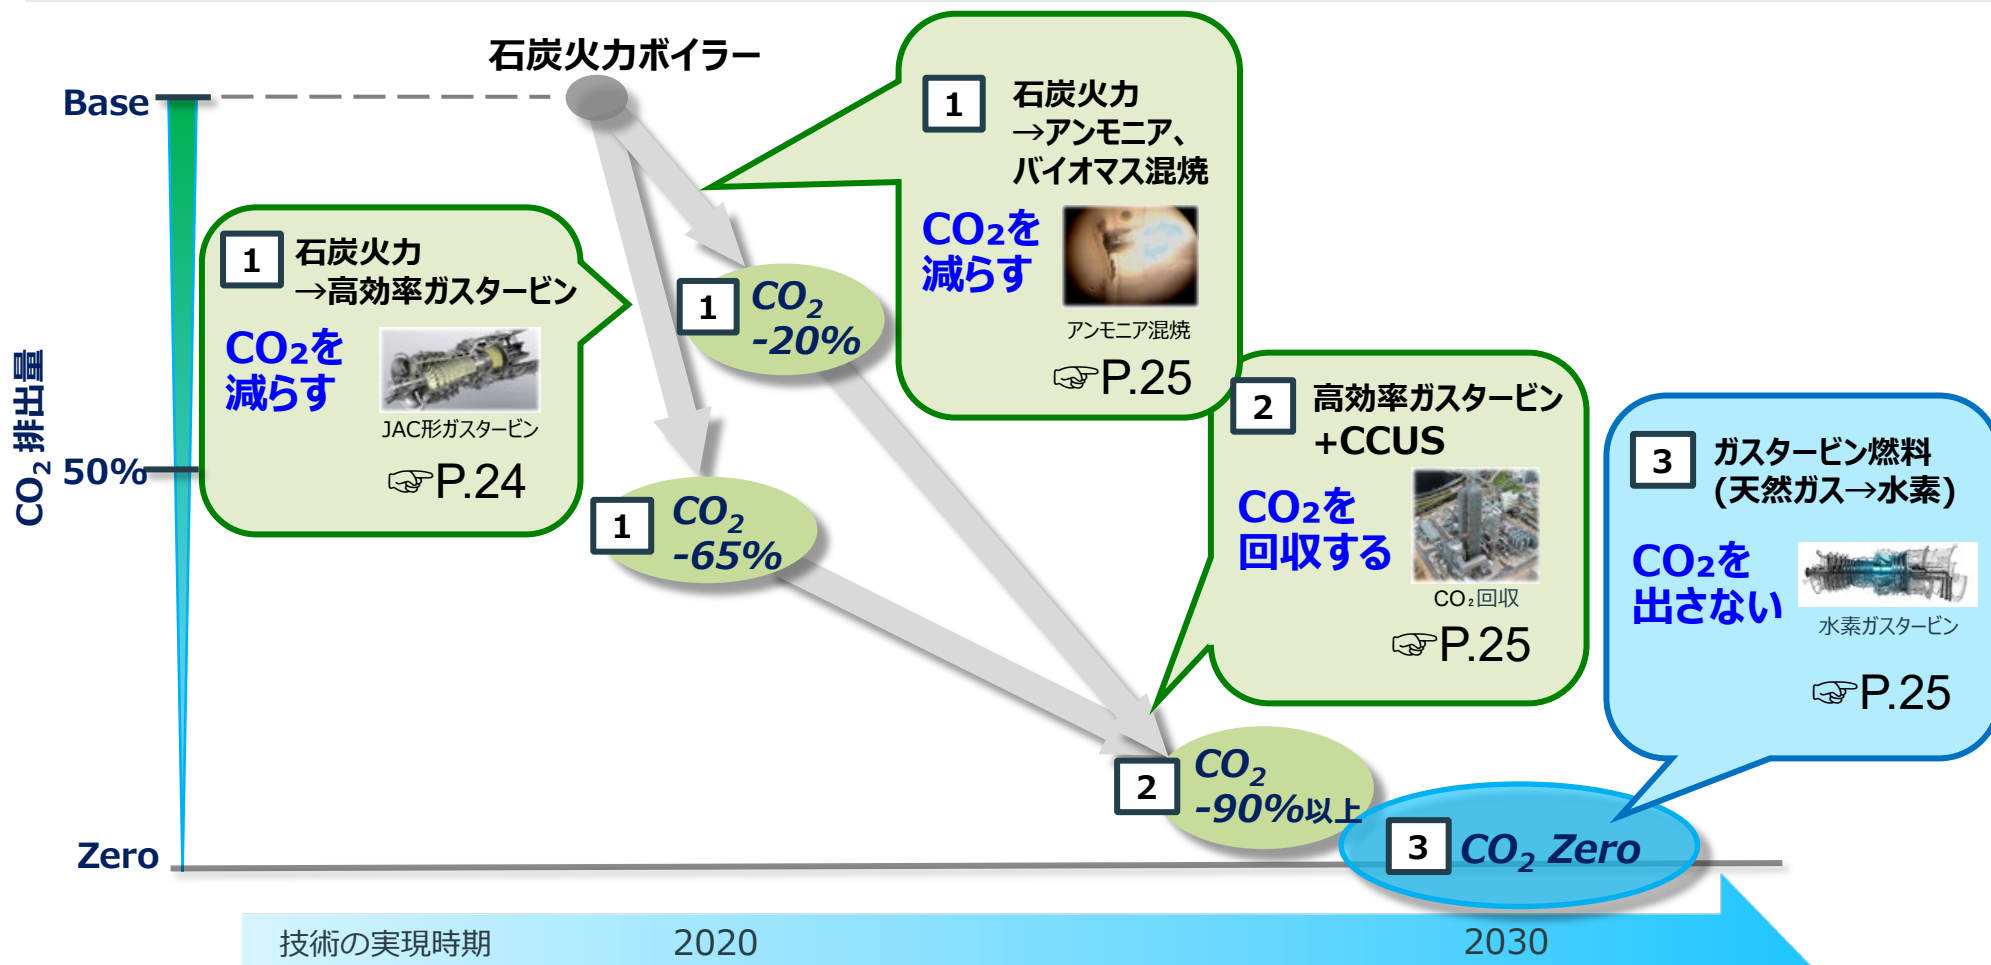 石炭火力ボイラー
Base
50%
Zero
CO₂ 排出量
1
石炭火力
→高効率ガスタービン
CO₂を
減らす
JAC形ガスタービン
☞P.24
1
石炭火力
→アンモニア、
バイオマス混焼
CO₂を
減らす
アンモニア混焼
☞P.25
1
CO₂
-20%
1
CO₂
-65%
2
高効率ガスタービン
+CCUS
CO₂を
回収する
CO₂回収
☞P.25
3
ガスタービン燃料
(天然ガス→水素)
CO₂を
出さない
水素ガスタービン
☞P.25
2
CO₂
-90%以上
3
CO₂ Zero
技術の実現時期
2020
2030